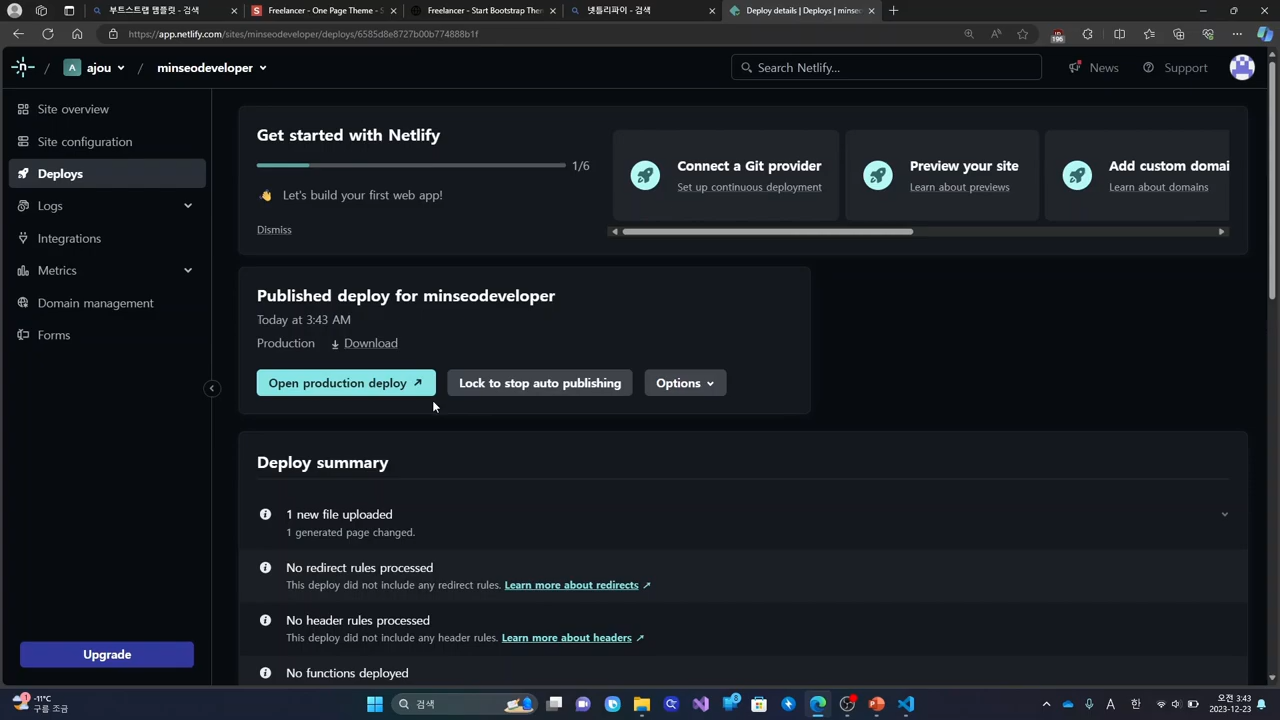 부트스트랩 템플릿 - 검색
Freelancer - One Page Theme - S
Freelancer - Start Bootstrap Them
넷틀리파이 - 검색
Deploy details | Deploys | minseo
https://app.netlify.com/sites/minseodeveloper/deploys/6585d8e8727b00b774888b1f
196
/ A ajou / minseodeveloper
Search Netlify...
News
Support
Site overview
Site configuration
Deploys
Logs
Integrations
Metrics
Domain management
Forms
Upgrade
Get started with Netlify
1/6
Let's build your first web app!
Dismiss
Connect a Git provider
Set up continuous deployment
Preview your site
Learn about previews
Add custom domai
Learn about domains
Published deploy for minseodeveloper
Today at 3:43 AM
Production Download
Open production deploy ↗
Lock to stop auto publishing
Options
Deploy summary
1 new file uploaded
1 generated page changed.
No redirect rules processed
This deploy did not include any redirect rules. Learn more about redirects ↗
No header rules processed
This deploy did not include any header rules. Learn more about headers ↗
No functions deployed
-11°C
구름 조금
검색
A 한
오전 3:43
2023-12-23